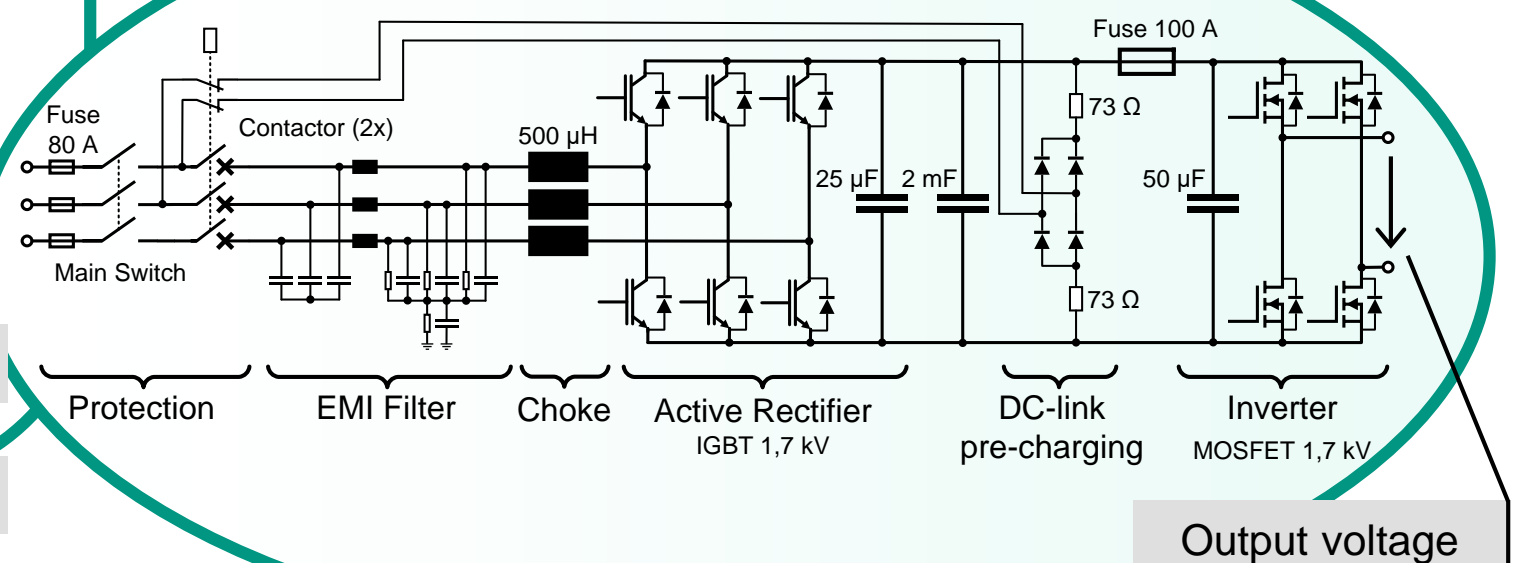 Fuse 100 A
Fuse
80 A
Contactor (2x)
73 Ω
500 µH
25 µF
2 mF
50 µF
Main Switch
73 Ω
Protection
EMI Filter
Choke
Active Rectifier
IGBT 1,7 kV
DC-link
pre-charging
Inverter
MOSFET 1,7 kV
Output voltage